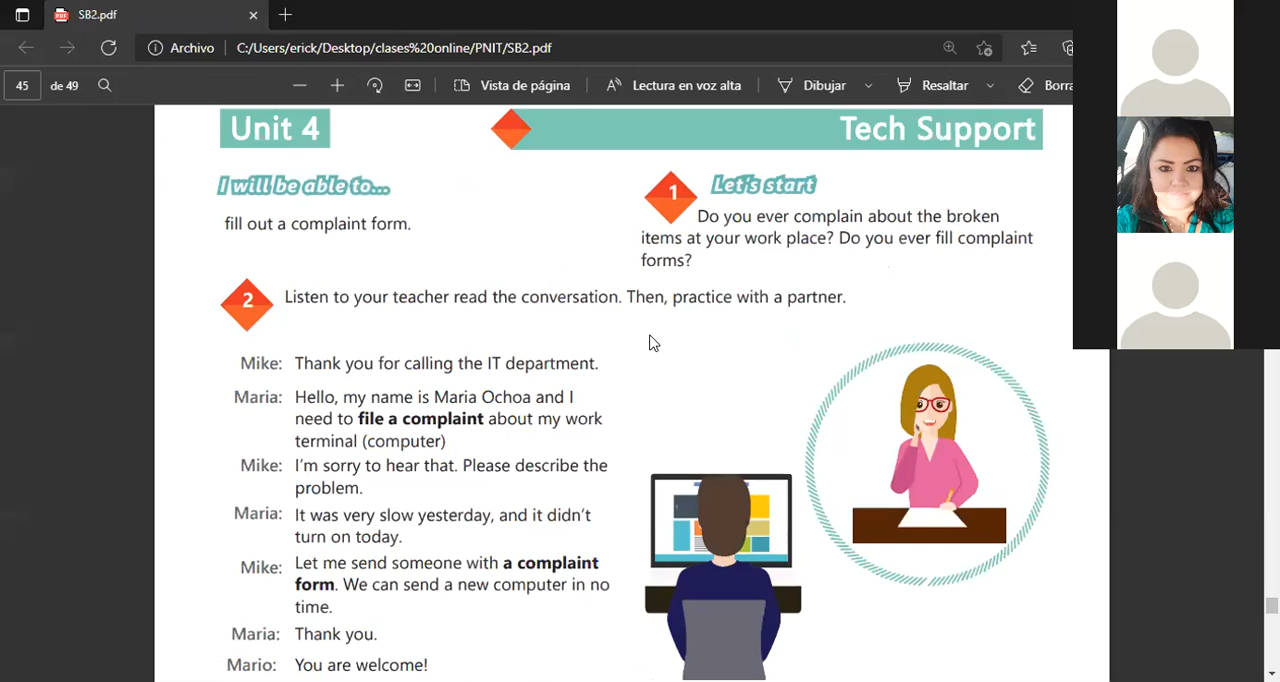 SB2.pdf
Archivo
C:/Users/erick/Desktop/clases%20online/PNIT/SB2.pdf
45
de 49
Vista de página
Lectura en voz alta
Dibujar
Resaltar
Borra
Unit 4
Tech Support
I will be able to...
fill out a complaint form.
1
Let's start
Do you ever complain about the broken
items at your work place? Do you ever fill complaint
forms?
2
Listen to your teacher read the conversation. Then, practice with a partner.
Mike: Thank you for calling the IT department.
Maria: Hello, my name is Maria Ochoa and I
need to file a complaint about my work
terminal (computer)
Mike: I'm sorry to hear that. Please describe the
problem.
Maria: It was very slow yesterday, and it didn't
turn on today.
Mike: Let me send someone with a complaint
form. We can send a new computer in no
time.
Maria: Thank you.
Mario: You are welcome!